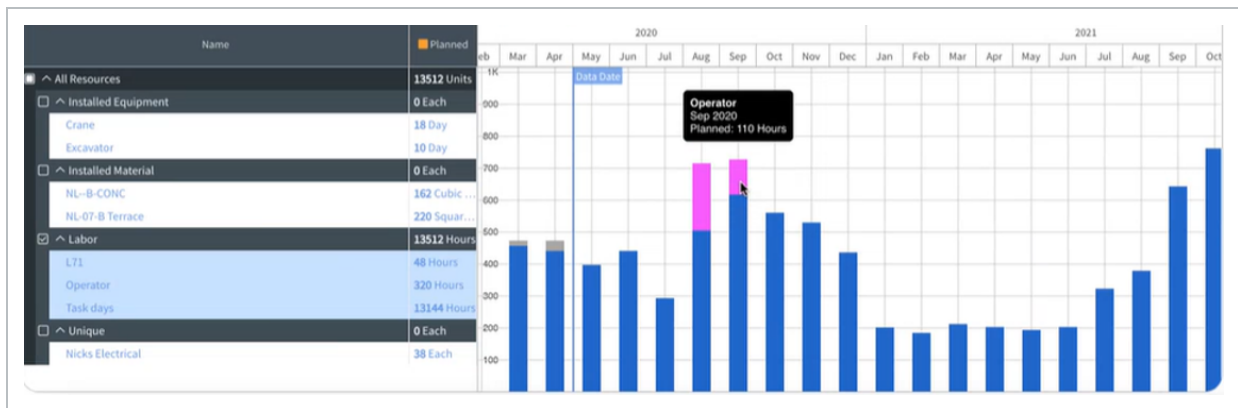 Name Planned
2020 2021
eb Mar Apr May Jun Jul Aug Sep Oct Nov Dec Jan Feb Mar Apr May Jun Jul Aug Sep Oct
All Resources 13512 Units
Installed Equipment 0 Each
Crane 18 Day
Excavator 10 Day
Installed Material 0 Each
NL--B-CONC 162 Cubic ...
NL-07-B Terrace 220 Squar...
Labor 13512 Hours
L71 48 Hours
Operator 320 Hours
Task days 13144 Hours
Unique 0 Each
Nicks Electrical 38 Each
1K
900
800
700
600
500
400
300
200
100
Data Date
Operator
Sep 2020
Planned: 110 Hours